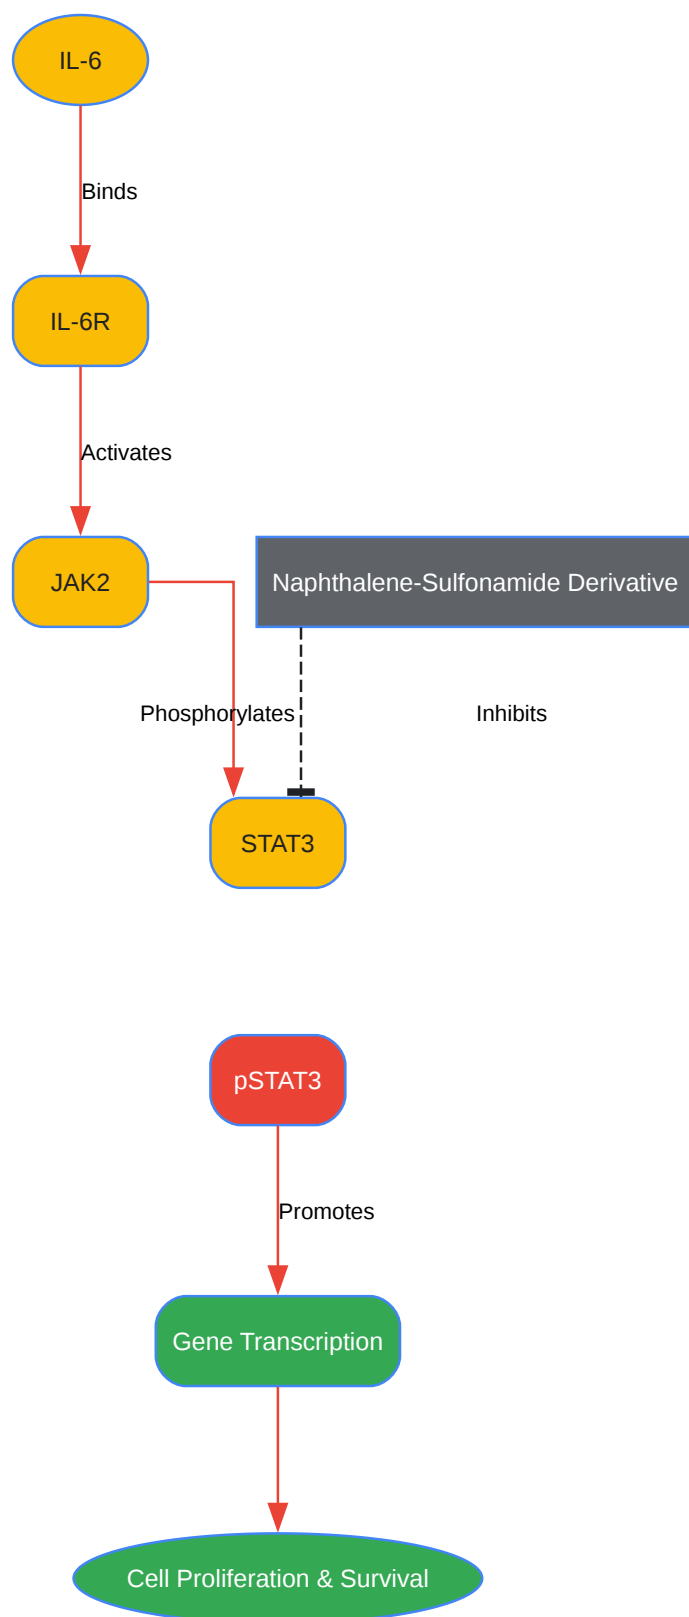 IL-6
Binds
IL-6R
Activates
JAK2
Naphthalene-Sulfonamide Derivative
Phosphorylates
Inhibits
STAT3
pSTAT3
Promotes
Gene Transcription
Cell Proliferation & Survival